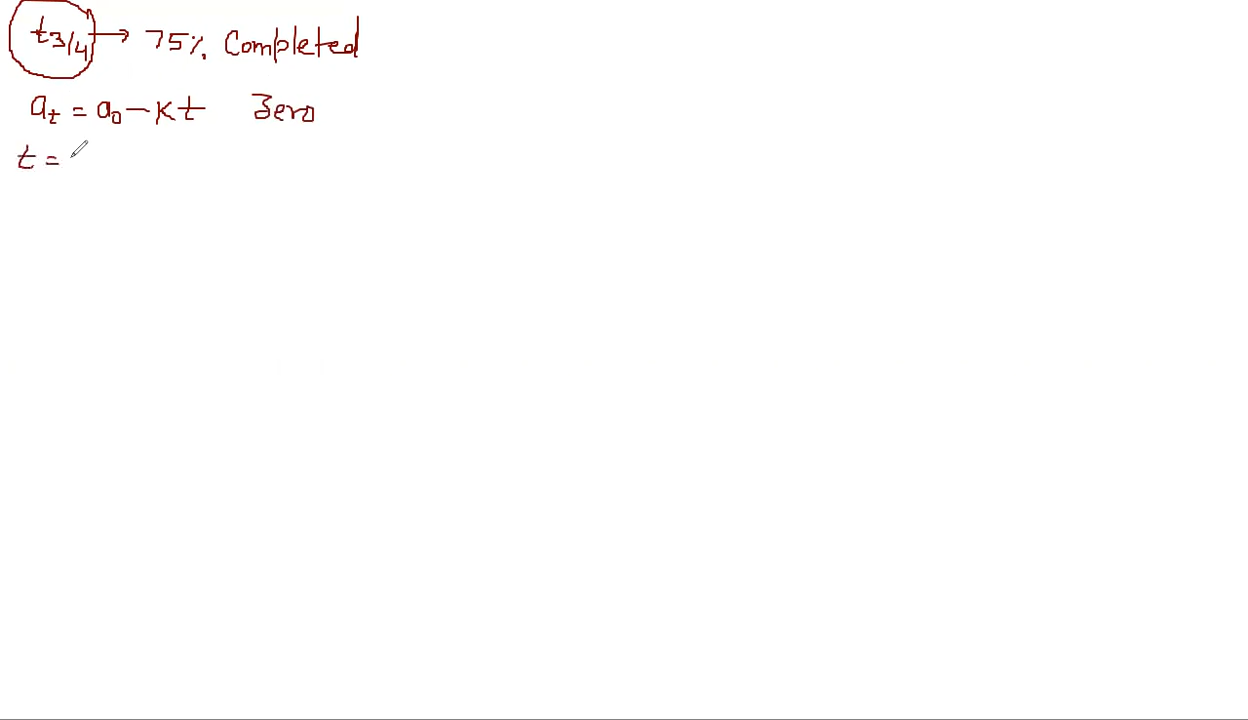 t3/4 → 75% Completed
at = a0 − Kt Zero
t =